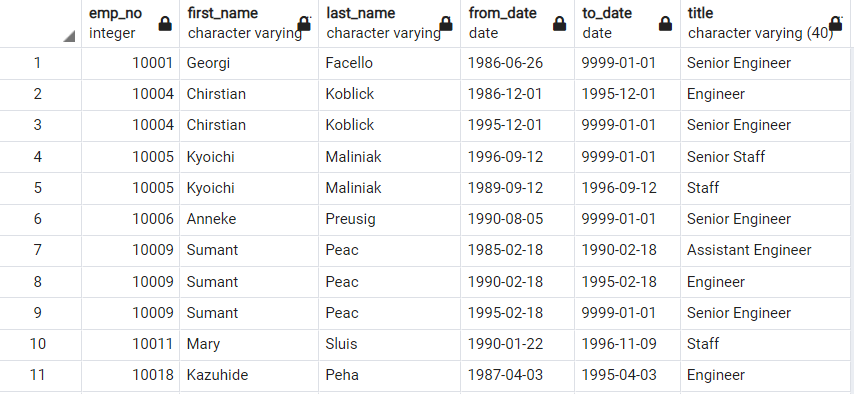 emp_no first_name last_name from_date to_date title
integer character varying character varying date date character varying (40)
1 10001 Georgi Facello 1986-06-26 9999-01-01 Senior Engineer
2 10004 Chirstian Koblick 1986-12-01 1995-12-01 Engineer
3 10004 Chirstian Koblick 1995-12-01 9999-01-01 Senior Engineer
4 10005 Kyoichi Maliniak 1996-09-12 9999-01-01 Senior Staff
5 10005 Kyoichi Maliniak 1989-09-12 1996-09-12 Staff
6 10006 Anneke Preusig 1990-08-05 9999-01-01 Senior Engineer
7 10009 Sumant Peac 1985-02-18 1990-02-18 Assistant Engineer
8 10009 Sumant Peac 1990-02-18 1995-02-18 Engineer
9 10009 Sumant Peac 1995-02-18 9999-01-01 Senior Engineer
10 10011 Mary Sluis 1990-01-22 1996-11-09 Staff
11 10018 Kazuhide Peha 1987-04-03 1995-04-03 Engineer